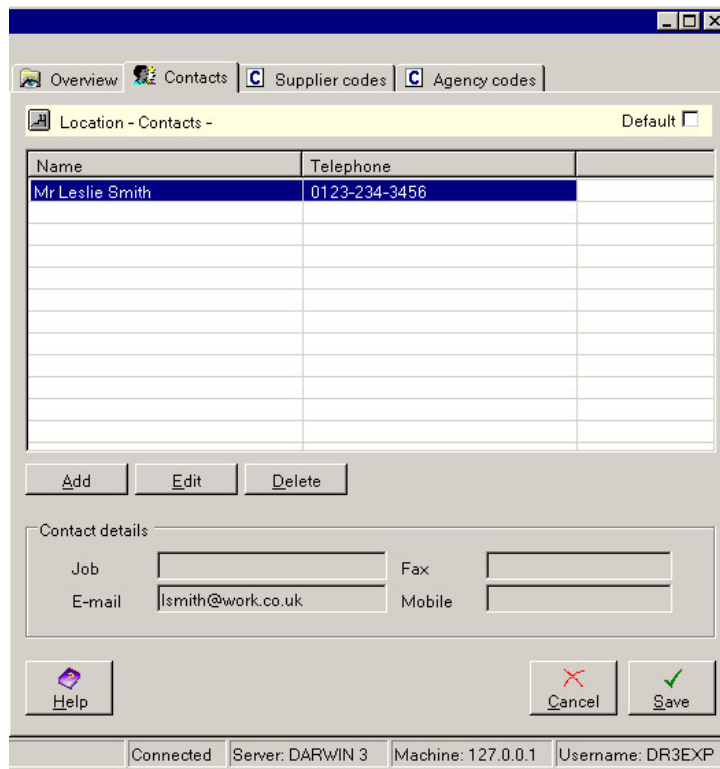 Overview Contacts C Supplier codes C Agency codes
Location - Contacts - Default
Name Telephone
Mr Leslie Smith 0123-234-3456
Add Edit Delete
Contact details
Job Fax
E-mail lsmith@work.co.uk Mobile
Help Cancel Save
Connected Server: DARWIN 3 Machine: 127.0.0.1 Username: DR3EXP